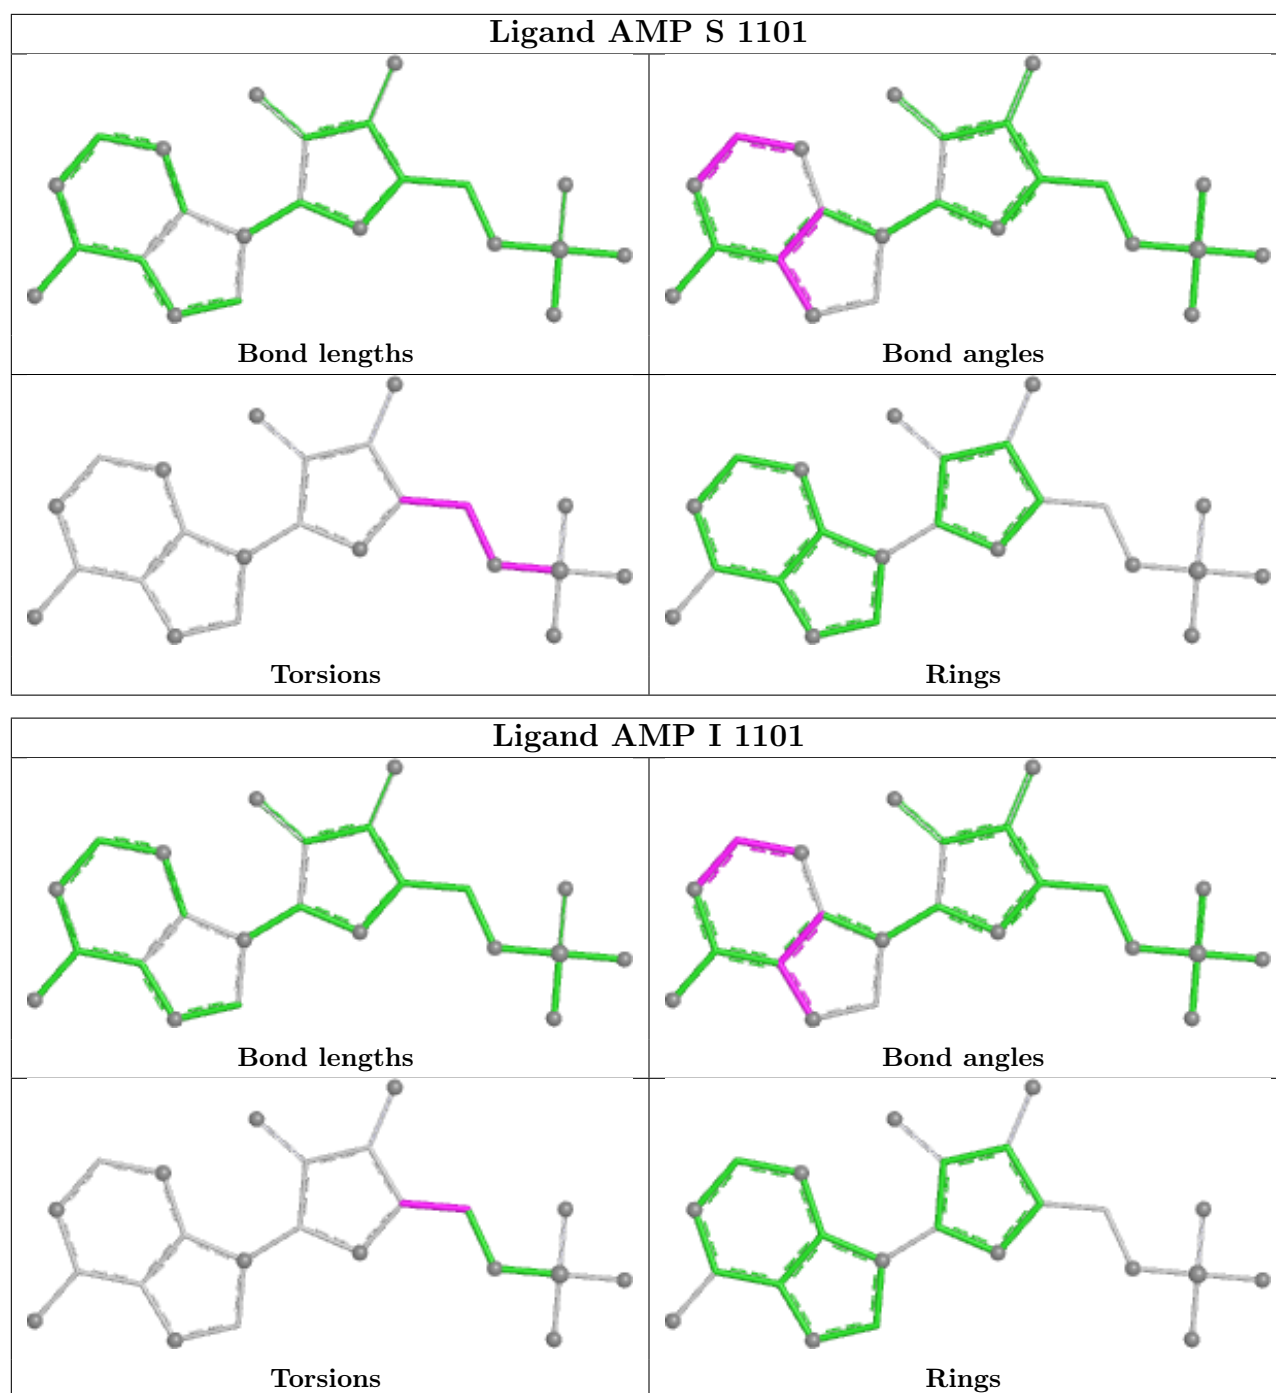 Ligand AMP S 1101
Bond lengths
Bond angles
Torsions
Rings
Ligand AMP I 1101
Bond lengths
Bond angles
Torsions
Rings